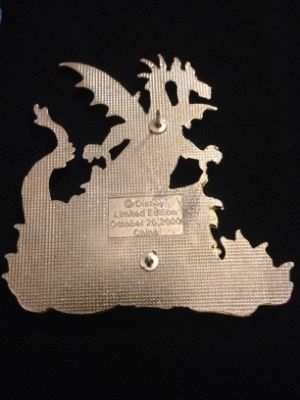 © Disney
Limited Edition
October 20,2000
China